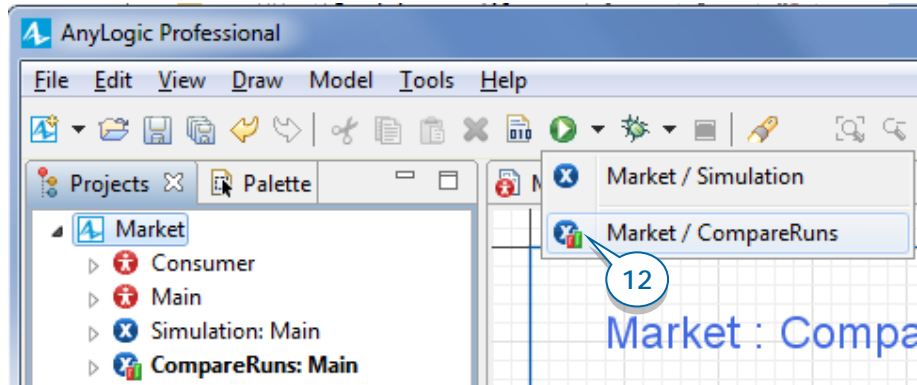 AnyLogic Professional
File Edit View Draw Model Tools Help
010
Projects Palette
Market / Simulation
Market
Market / CompareRuns
Consumer
12
Main
Simulation: Main
Market : Compa
CompareRuns: Main